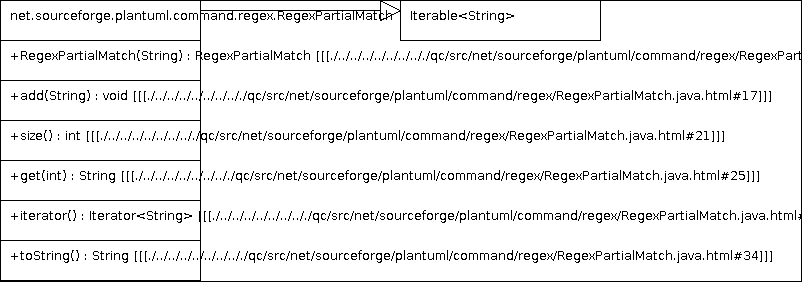 net.sourceforge.plantuml.command.regex.RegexPartialMatch
Iterable<String>
+RegexPartialMatch(String) : RegexPartialMatch [[[./../../../../../../../../qc/src/net/sourceforge/plantuml/command/regex/RegexPart
+add(String) : void [[[./../../../../../../../../qc/src/net/sourceforge/plantuml/command/regex/RegexPartialMatch.java.html#17]]]
+size() : int [[[./../../../../../../../../qc/src/net/sourceforge/plantuml/command/regex/RegexPartialMatch.java.html#21]]]
+get(int) : String [[[./../../../../../../../../qc/src/net/sourceforge/plantuml/command/regex/RegexPartialMatch.java.html#25]]]
+iterator() : Iterator<String> [[[./../../../../../../../../qc/src/net/sourceforge/plantuml/command/regex/RegexPartialMatch.java.html#
+toString() : String [[[./../../../../../../../../qc/src/net/sourceforge/plantuml/command/regex/RegexPartialMatch.java.html#34]]]